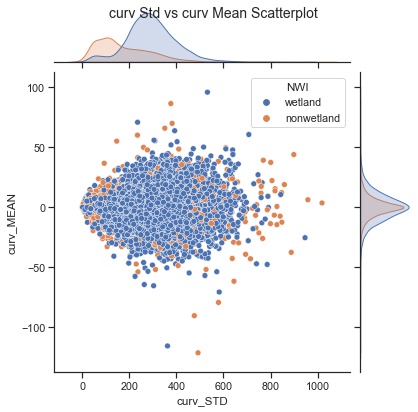 curv Std vs curv Mean Scatterplot
NWI
wetland
nonwetland
100
50
0
−50
−100
curv_MEAN
0 200 400 600 800 1000
curv_STD